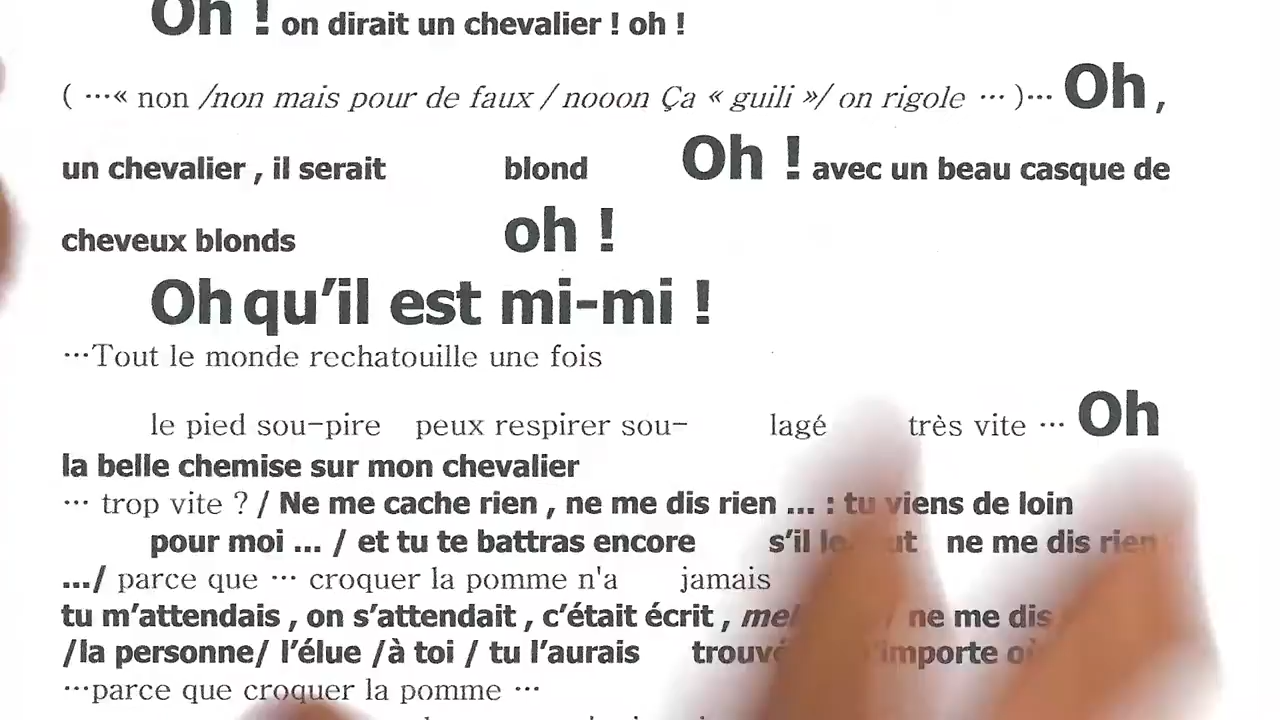 Oh ! on dirait un chevalier ! oh !
( …« non /non mais pour de faux / nooon Ça « guili »/ on rigole … )… Oh ,
un chevalier , il serait blond Oh ! avec un beau casque de
cheveux blonds oh !
Oh qu’il est mi-mi !
…Tout le monde rechatouille une fois
le pied sou-pire peux respirer sou- lagé très vite … Oh
la belle chemise sur mon chevalier
… trop vite ? / Ne me cache rien , ne me dis rien ... : tu viens de loin
pour moi ... / et tu te battras encore s’il ne me dis rien
.../ parce que … croquer la pomme n'a jamais
tu m’attendais , on s’attendait , c’était écrit , / ne me dis
/la personne/ l’élue /à toi / tu l’aurais
…parce que croquer la pomme …